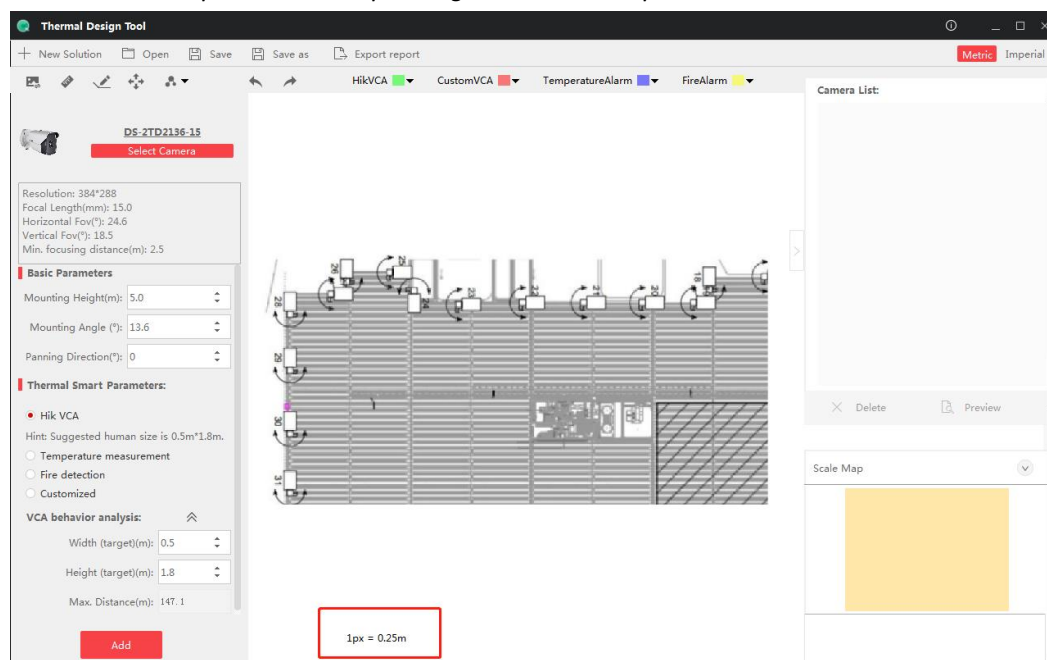 Thermal Design Tool
New Solution Open Save Save as Export report Metric Imperial
HikVCA CustomVCA TemperatureAlarm FireAlarm
Camera List:
DS-2TD2136-15
Select Camera
Resolution: 384*288
Focal Length(mm): 15.0
Horizontal Fov(°): 24.6
Vertical Fov(°): 18.5
Min. focusing distance(m): 2.5
Basic Parameters
Mounting Height(m): 5.0
Mounting Angle (°): 13.6
Panning Direction(°): 0
Thermal Smart Parameters:
Hik VCA
Hint: Suggested human size is 0.5m*1.8m.
Temperature measurement
Fire detection
Customized
VCA behavior analysis:
Width (target)(m): 0.5
Height (target)(m): 1.8
Max. Distance(m): 147.1
Add
26
25
24
23
22
21
20
18
28
29
30
31
1px = 0.25m
Delete Preview
Scale Map